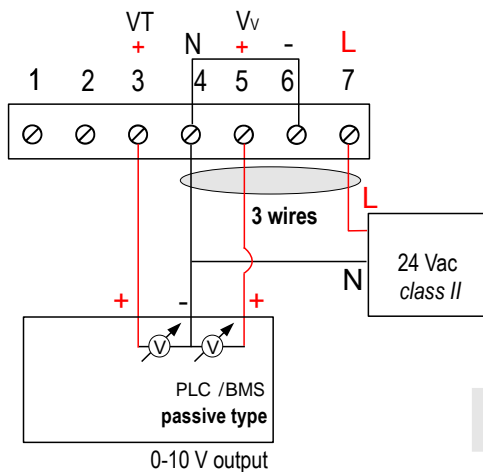 VT Vv
+ N + - L
1 2 3 4 5 6 7
3 wires
L
N
24 Vac
class II
+ - +
V V
PLC /BMS
passive type
0-10 V output